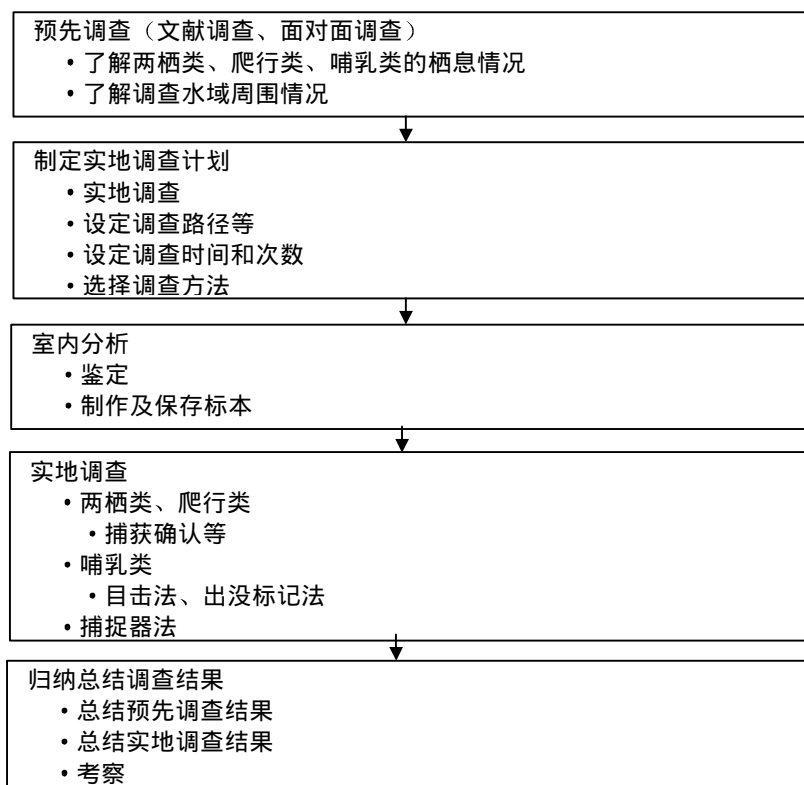 预先调查（文献调查、面对面调查）
・了解两栖类、爬行类、哺乳类的栖息情况
・了解调查水域周围情况
制定实地调查计划
・实地调查
・设定调查路径等
・设定调查时间和次数
・选择调查方法
室内分析
・鉴定
・制作及保存标本
实地调查
・两栖类、爬行类
・捕获确认等
・哺乳类
・目击法、出没标记法
・捕捉器法
归纳总结调查结果
・总结预先调查结果
・总结实地调查结果
・考察